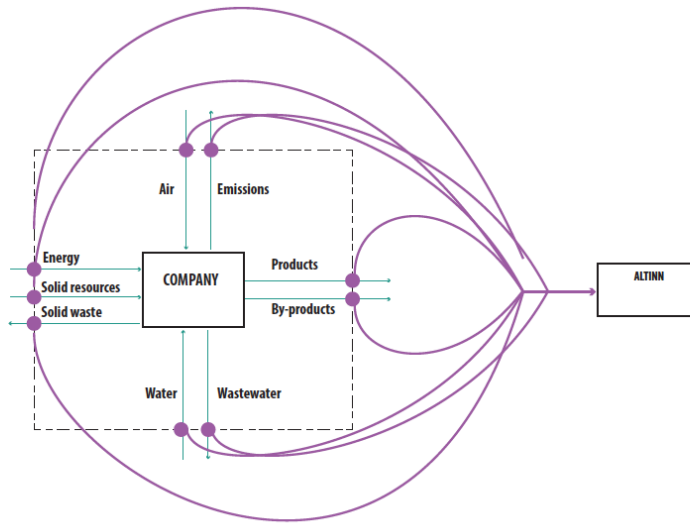 Air
Emissions
Energy
Solid resources
Solid waste
COMPANY
Products
By-products
ALTINN
Water
Wastewater